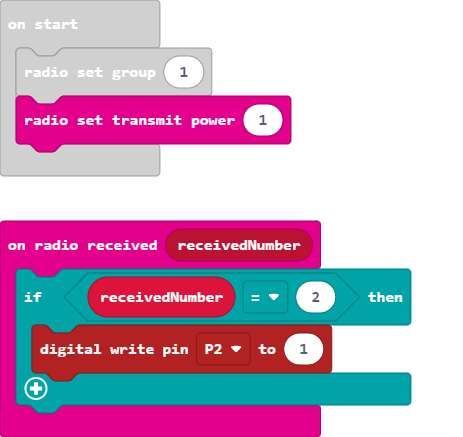 on start
radio set group 1
radio set transmit power 1
on radio received receivedNumber
if receivedNumber = 2 then
digital write pin P2 to 1